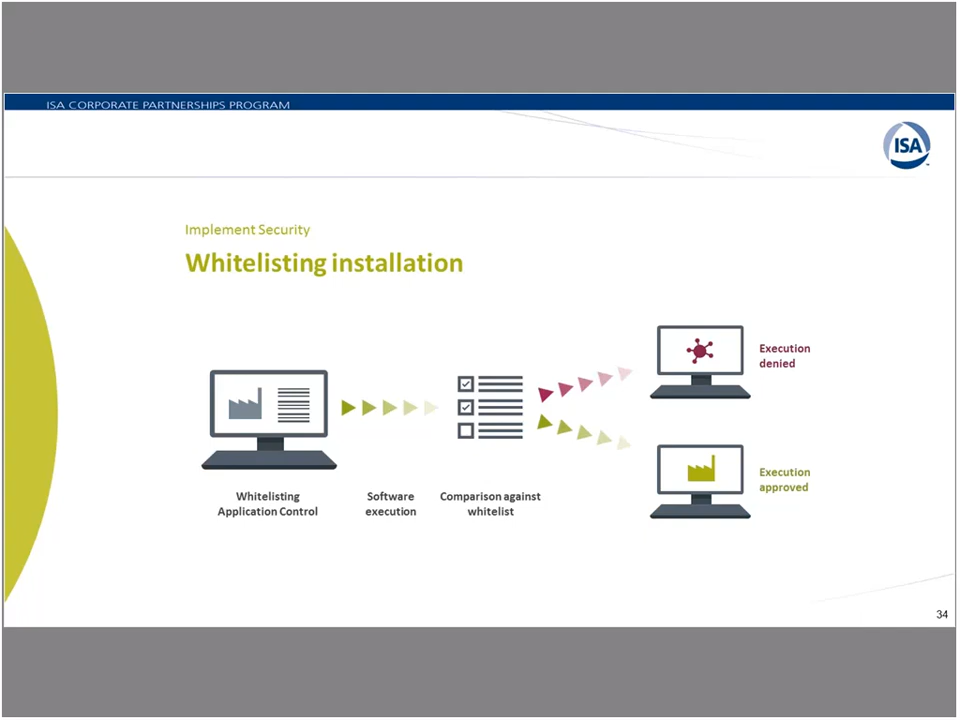 ISA CORPORATE PARTNERSHIPS PROGRAM
ISA
Implement Security
Whitelisting installation
Execution
denied
Execution
approved
Whitelisting
Application Control
Software
execution
Comparison against
whitelist
34